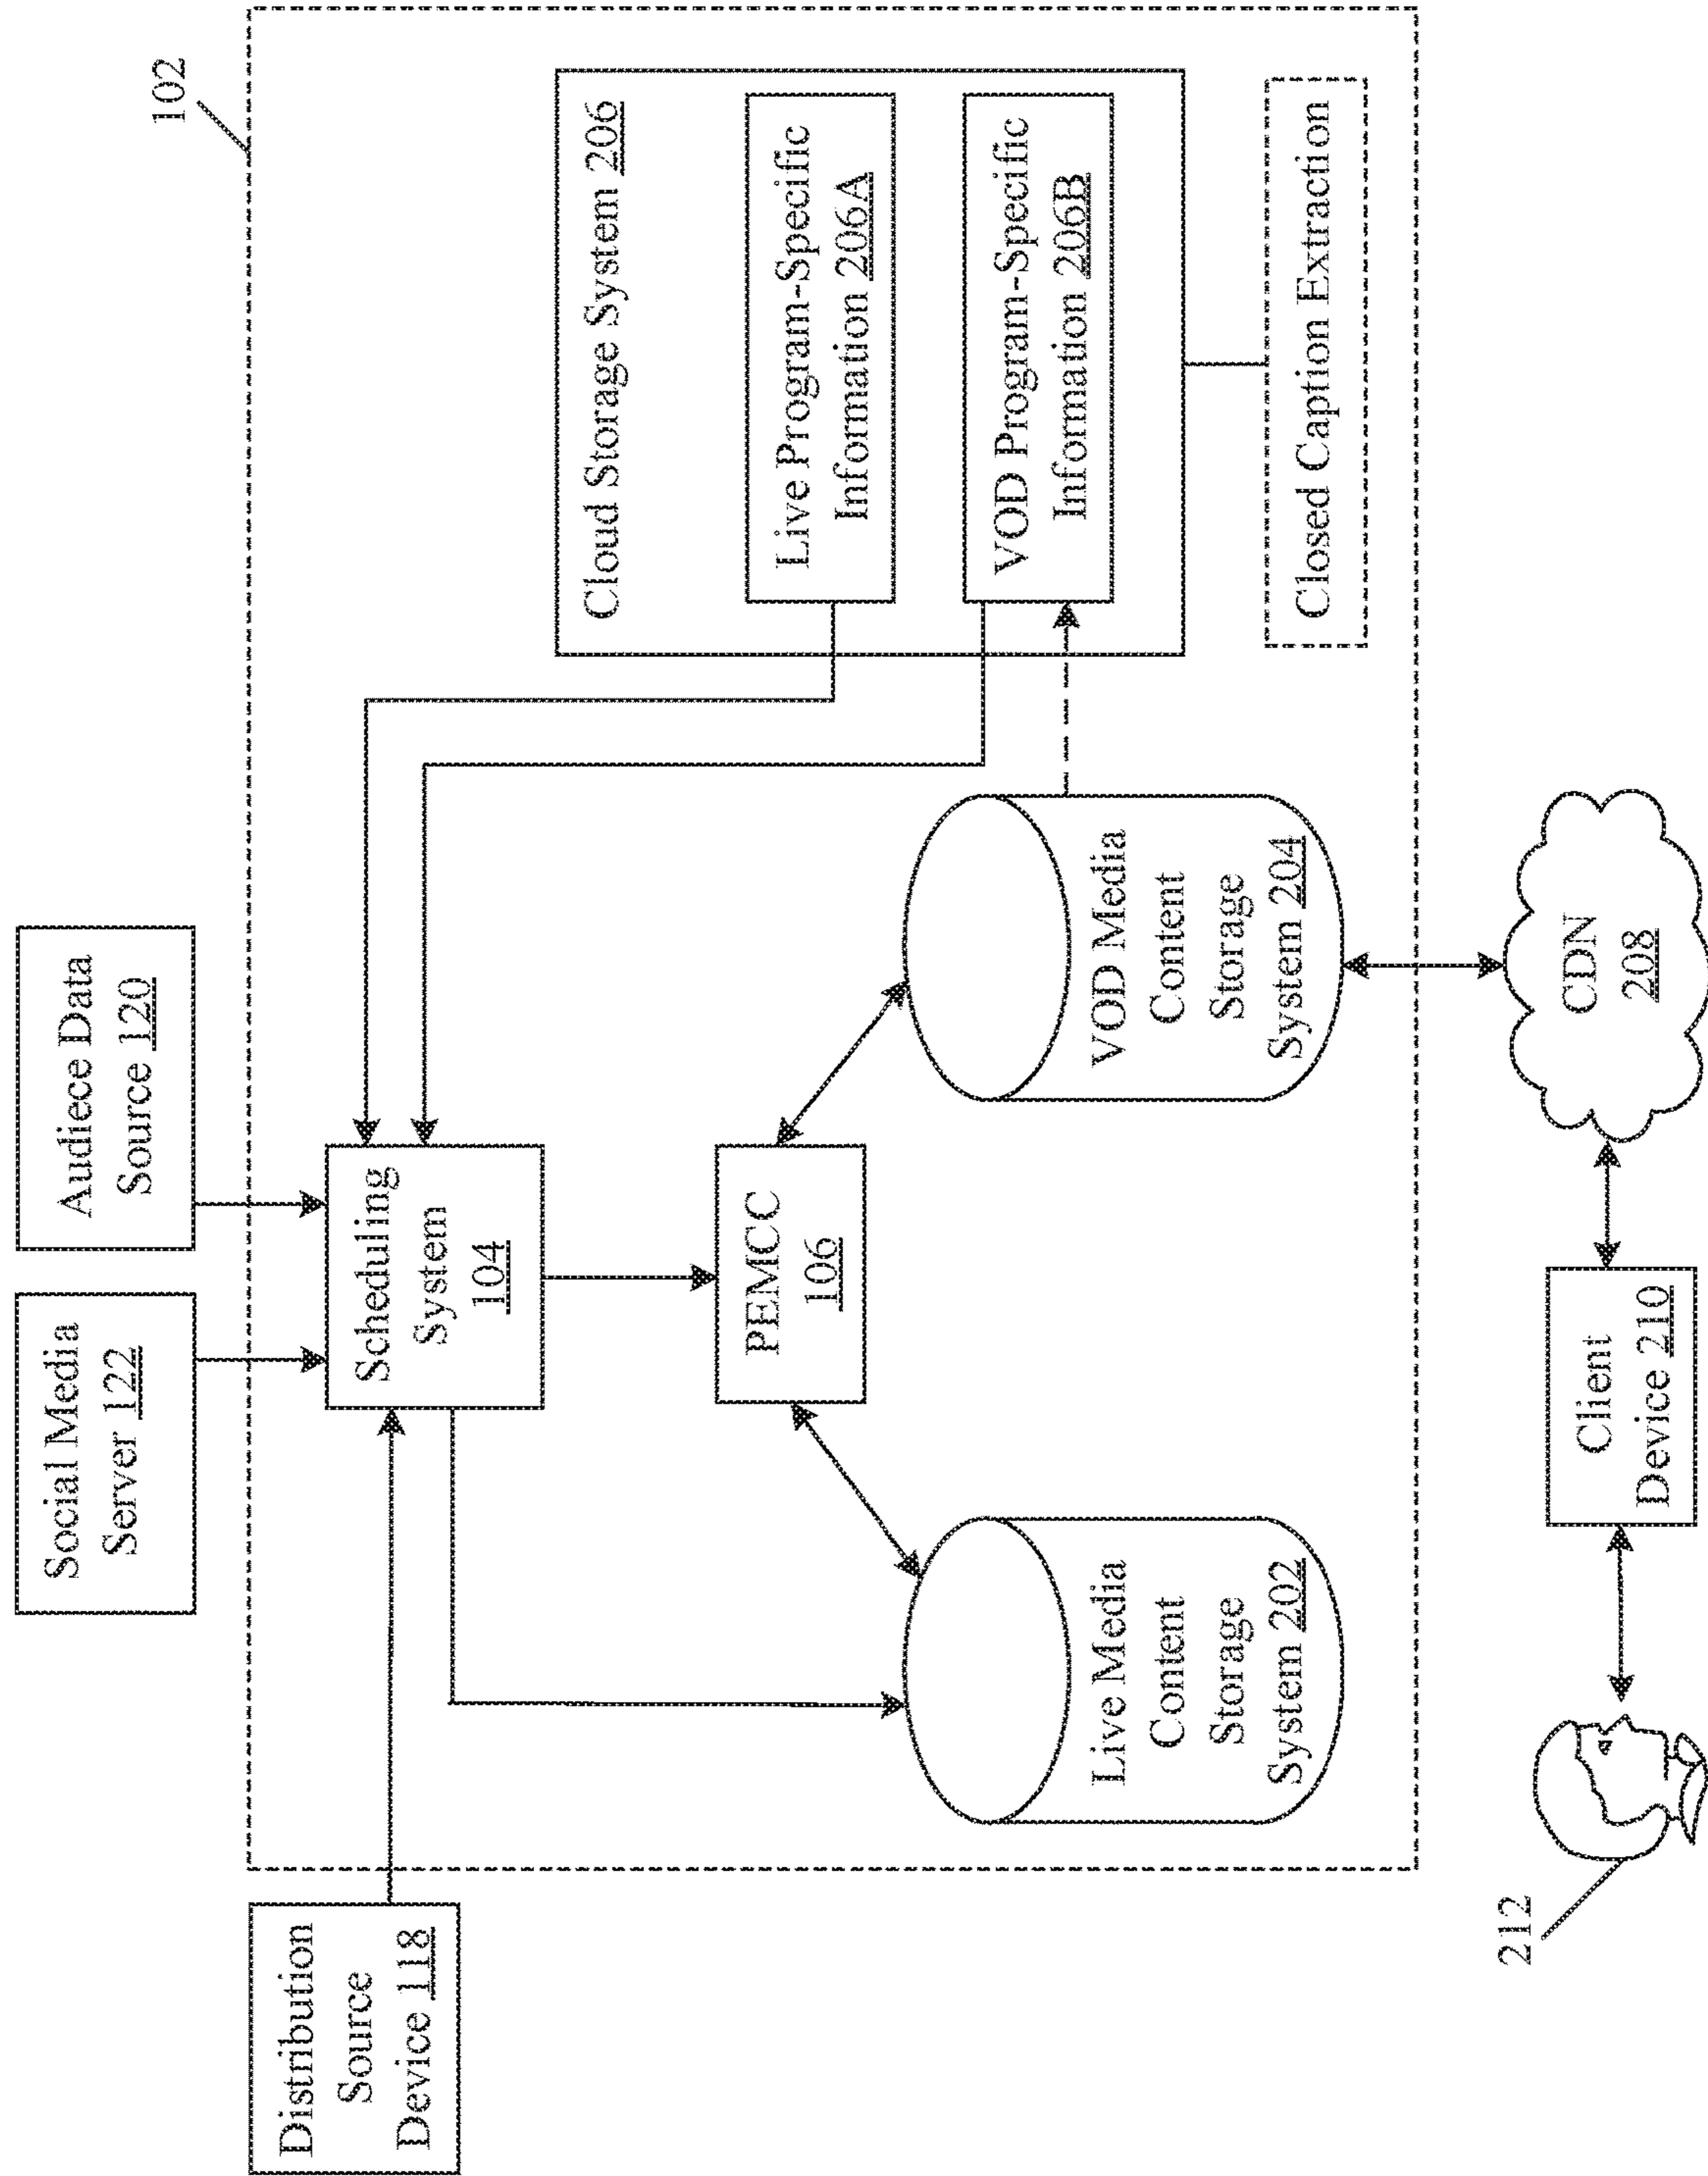 102
Social Media
Server 122
Audiece Data
Source 120
Distribution
Source
Device 118
Scheduling
System
104
Cloud Storage System 206
Live Program-Specific
Information 206A
VOD Program-Specific
Information 206B
PEMCC
106
Live Media
Content
Storage
System 202
VOD Media
Content
Storage
System 204
Closed Caption Extraction
212
Client
Device 210
CDN
208